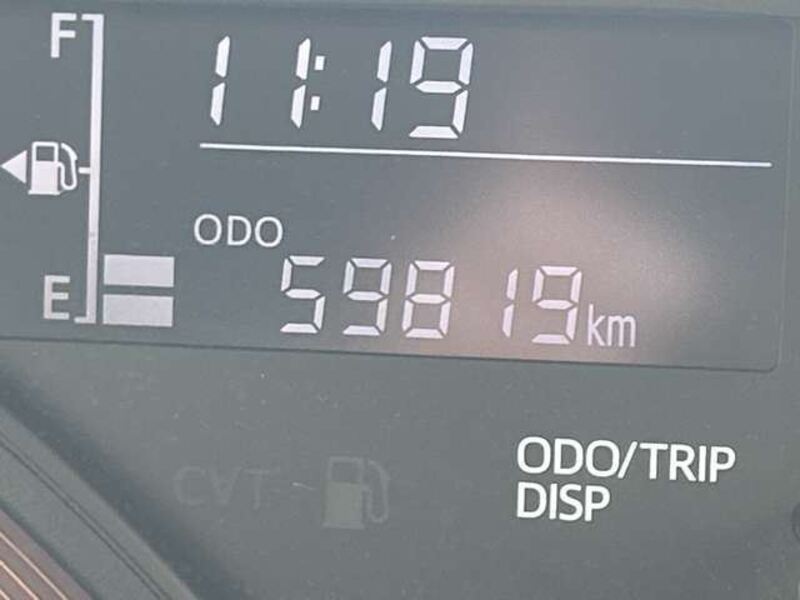 F
11:19
ODO
E
59819km
CVT
ODO/TRIP
DISP